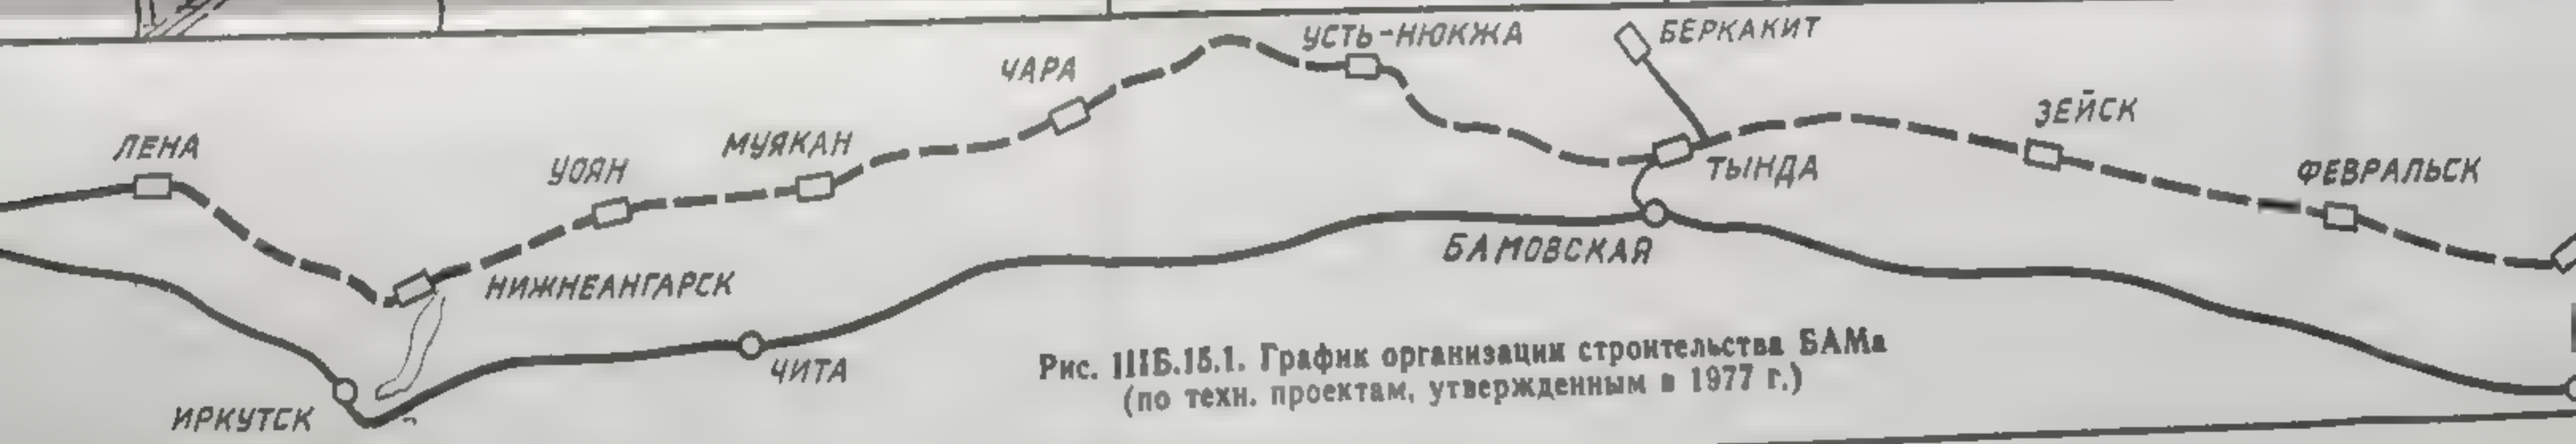 УСТЬ-НЮКЖА
БЕРКАКИТ
ЧАРА
ЗЕЙСК
ЛЕНА
МУЯКАН
УОЯН
ТЫНДА
ФЕВРАЛЬСК
БАМОВСКАЯ
НИЖНЕАНГАРСК
ЧИТА
ИРКУТСК
Рис. IIIБ.15.1. График организации строительства БАМа
(по техн. проектам, утвержденным в 1977 г.)